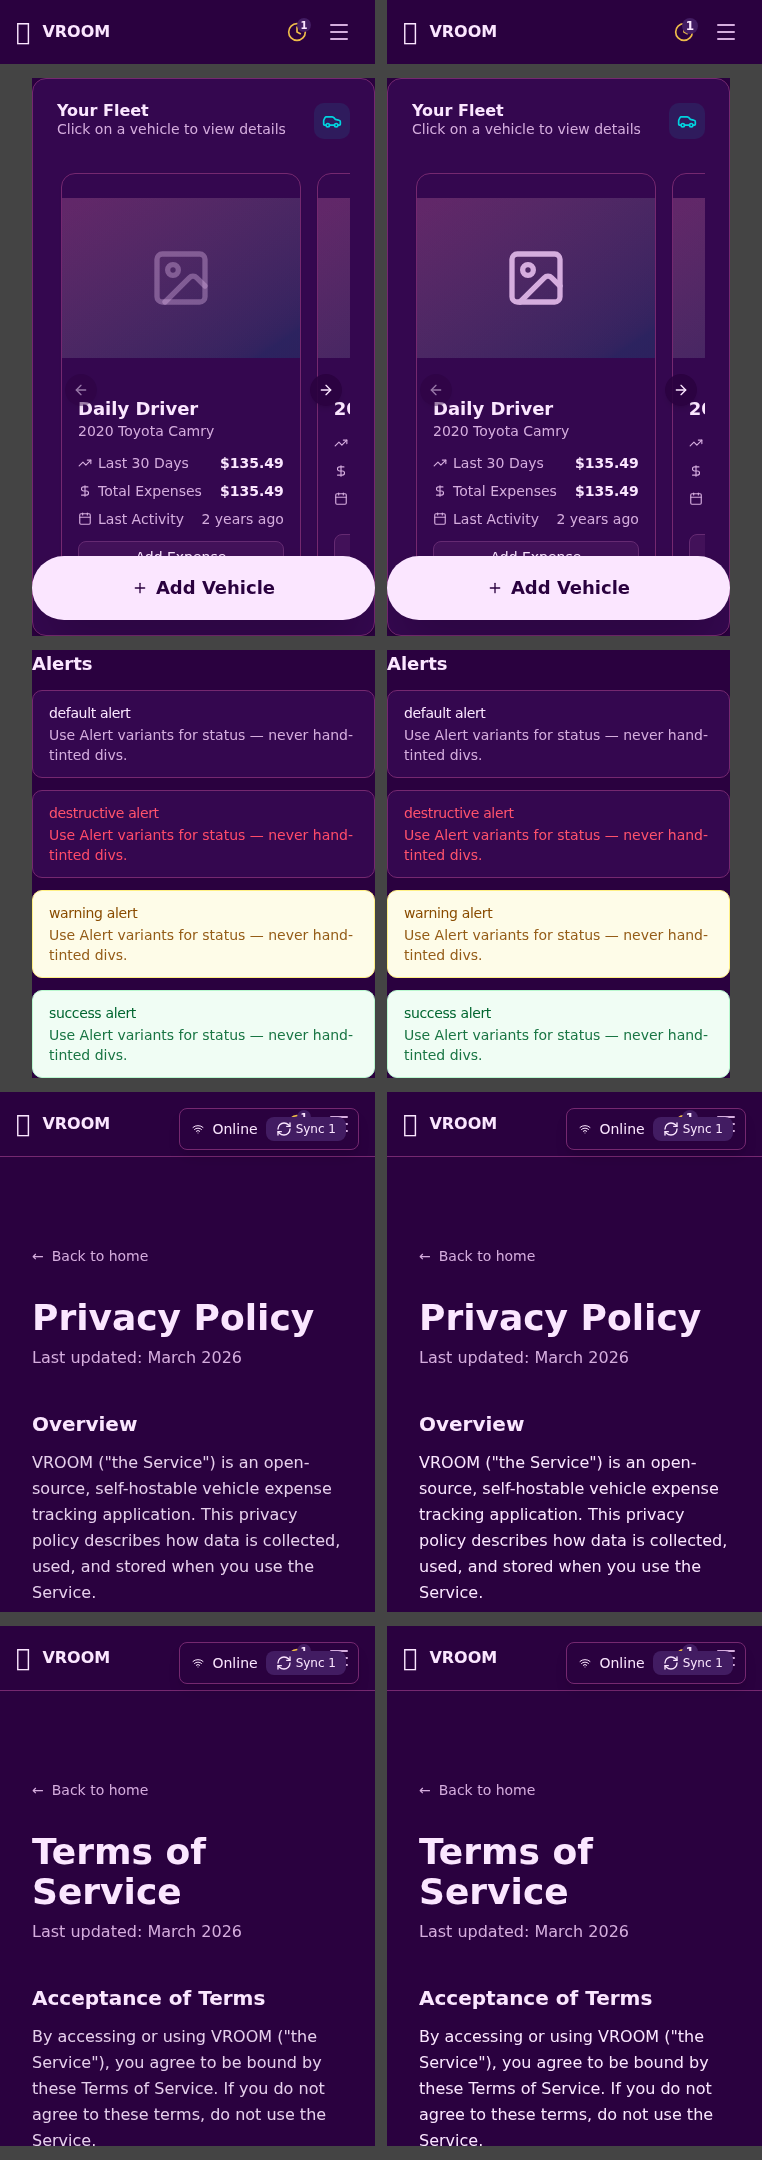 VROOM
1
VROOM
1
Your Fleet
Click on a vehicle to view details
Daily Driver
2020 Toyota Camry
Last 30 Days $135.49
Total Expenses $135.49
Last Activity 2 years ago
Add Expense
+ Add Vehicle
Your Fleet
Click on a vehicle to view details
Daily Driver
2020 Toyota Camry
Last 30 Days $135.49
Total Expenses $135.49
Last Activity 2 years ago
Add Expense
+ Add Vehicle
Alerts
default alert
Use Alert variants for status — never hand-
tinted divs.
destructive alert
Use Alert variants for status — never hand-
tinted divs.
warning alert
Use Alert variants for status — never hand-
tinted divs.
success alert
Use Alert variants for status — never hand-
tinted divs.
Alerts
default alert
Use Alert variants for status — never hand-
tinted divs.
destructive alert
Use Alert variants for status — never hand-
tinted divs.
warning alert
Use Alert variants for status — never hand-
tinted divs.
success alert
Use Alert variants for status — never hand-
tinted divs.
VROOM
Online Sync 1
← Back to home
Privacy Policy
Last updated: March 2026
Overview
VROOM ("the Service") is an open-
source, self-hostable vehicle expense
tracking application. This privacy
policy describes how data is collected,
used, and stored when you use the
Service.
VROOM
Online Sync 1
← Back to home
Privacy Policy
Last updated: March 2026
Overview
VROOM ("the Service") is an open-
source, self-hostable vehicle expense
tracking application. This privacy
policy describes how data is collected,
used, and stored when you use the
Service.
VROOM
Online Sync 1
← Back to home
Terms of
Service
Last updated: March 2026
Acceptance of Terms
By accessing or using VROOM ("the
Service"), you agree to be bound by
these Terms of Service. If you do not
agree to these terms, do not use the
Service.
VROOM
Online Sync 1
← Back to home
Terms of
Service
Last updated: March 2026
Acceptance of Terms
By accessing or using VROOM ("the
Service"), you agree to be bound by
these Terms of Service. If you do not
agree to these terms, do not use the
Service.